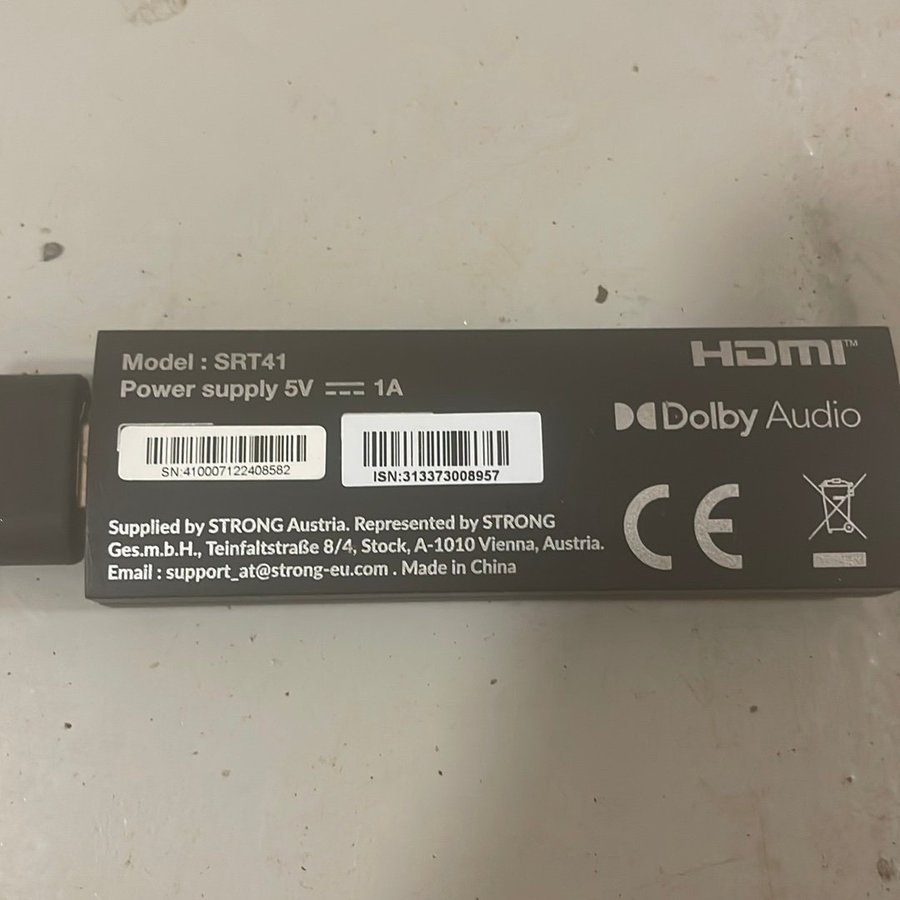 Model : SRT41
Power supply 5V ⎓ 1A
HDMI™
Dolby Audio
SN:410007122408582
ISN:313373008957
Supplied by STRONG Austria. Represented by STRONG
Ges.m.b.H., Teinfaltstraße 8/4, Stock, A-1010 Vienna, Austria.
Email : support_at@strong-eu.com . Made in China
CE